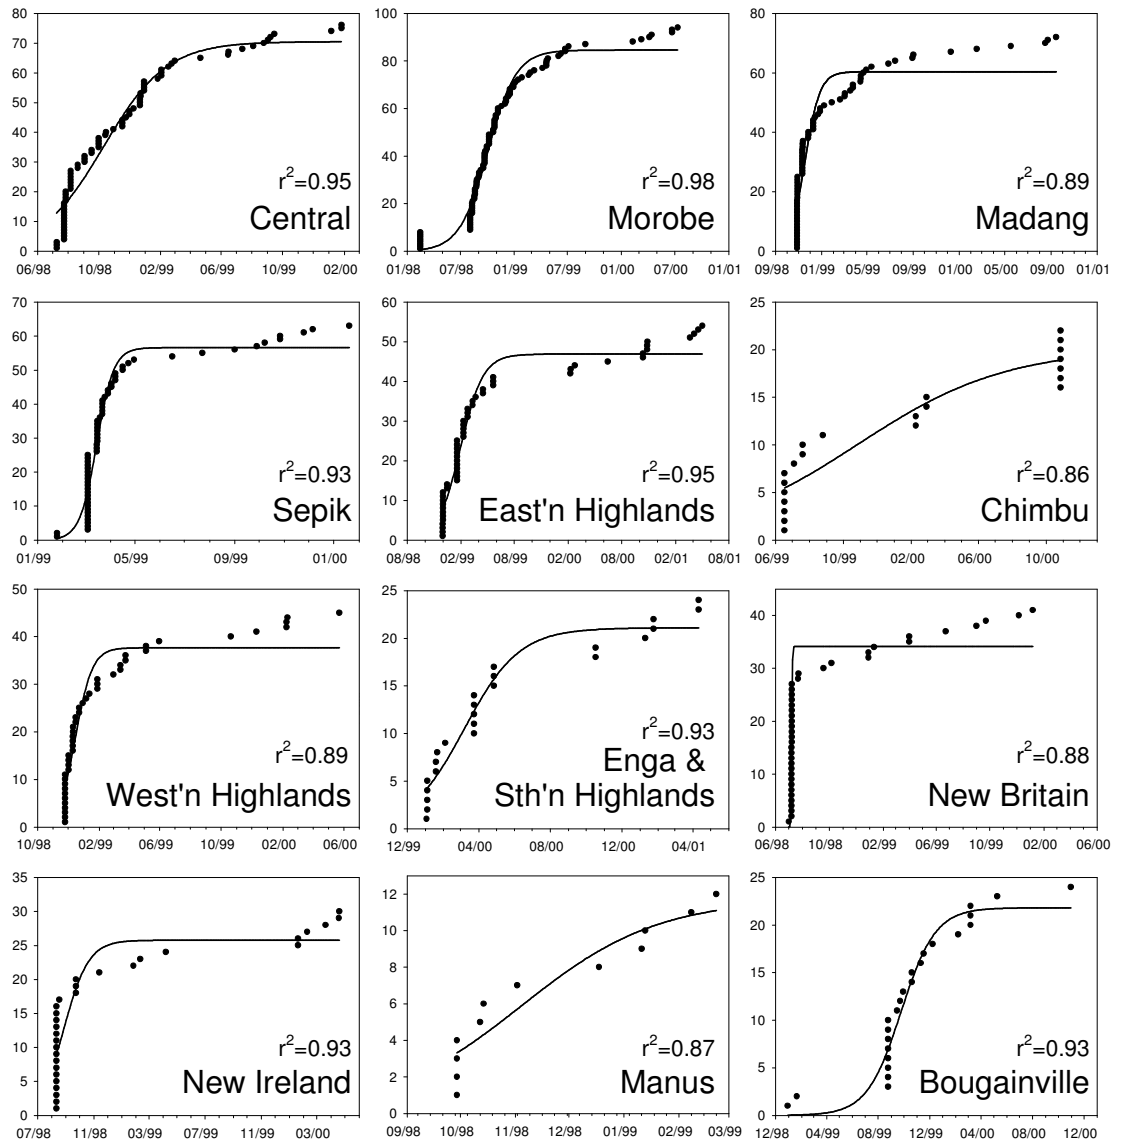 80
70
60
50
40
30
20
10
0
r²=0.95
Central
06/98 10/98 02/99 06/99 10/99 02/00
100
80
60
40
20
0
r²=0.98
Morobe
01/98 07/98 01/99 07/99 01/00 07/00 01/01
80
60
40
20
0
r²=0.89
Madang
09/98 01/99 05/99 09/99 01/00 05/00 09/00 01/01
70
60
50
40
30
20
10
0
r²=0.93
Sepik
01/99 05/99 09/99 01/00
60
50
40
30
20
10
0
r²=0.95
East'n Highlands
08/98 02/99 08/99 02/00 08/00 02/01 08/01
25
20
15
10
5
0
r²=0.86
Chimbu
06/99 10/99 02/00 06/00 10/00
50
40
30
20
10
0
r²=0.89
West'n Highlands
10/98 02/99 06/99 10/99 02/00 06/00
25
20
15
10
5
0
r²=0.93
Enga &
Sth'n Highlands
12/99 04/00 08/00 12/00 04/01
40
30
20
10
0
r²=0.88
New Britain
06/98 10/98 02/99 06/99 10/99 02/00 06/00
35
30
25
20
15
10
5
0
r²=0.93
New Ireland
07/98 11/98 03/99 07/99 11/99 03/00
12
10
8
6
4
2
0
r²=0.87
Manus
09/98 10/98 11/98 12/98 01/99 02/99 03/99
25
20
15
10
5
0
r²=0.93
Bougainville
12/98 04/99 08/99 12/99 04/00 08/00 12/00